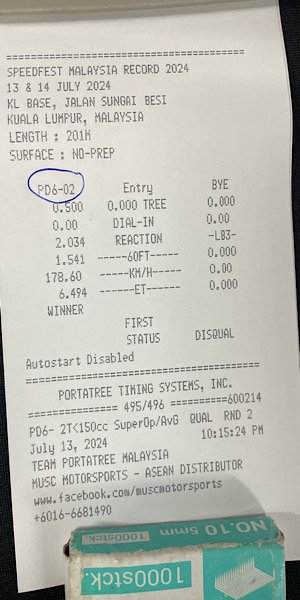 =====================================
SPEEDFEST MALAYSIA RECORD 2024
13 & 14 JULY 2024
KL BASE, JALAN SUNGAI BESI
KUALA LUMPUR, MALAYSIA
LENGTH : 201M
SURFACE : NO-PREP
PD6-02 Entry BYE
0.500 0.000 TREE 0.000
0.00 DIAL-IN 0.00
2.034 REACTION -LB3-
1.541 ------60FT----- 0.000
178.60 -----KM/H----- 0.00
6.494 ------ET------ 0.000
WINNER
FIRST
STATUS DISQUAL
Autostart Disabled
=====================================
PORTATREE TIMING SYSTEMS, INC.
============== 495/496 ==========600214
PD6- 2T<150cc SuperOp/AvG QUAL RND 2
July 13, 2024 10:15:24 PM
TEAM PORTATREE MALAYSIA
MUSC MOTORSPORTS - ASEAN DISTRIBUTOR
www.facebook.com/muscmotorsports
+6016-6681490
NO.10 5mm
1000stck.
1000stck.